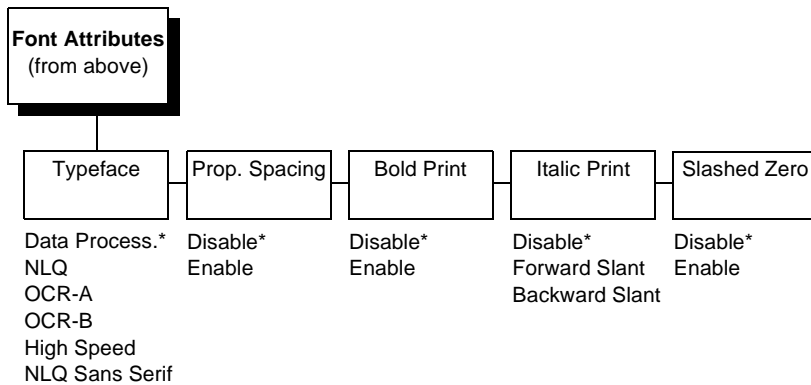 Font Attributes
(from above)
Typeface
Prop. Spacing
Bold Print
Italic Print
Slashed Zero
Data Process.*
NLQ
OCR-A
OCR-B
High Speed
NLQ Sans Serif
Disable*
Enable
Disable*
Enable
Disable*
Forward Slant
Backward Slant
Disable*
Enable